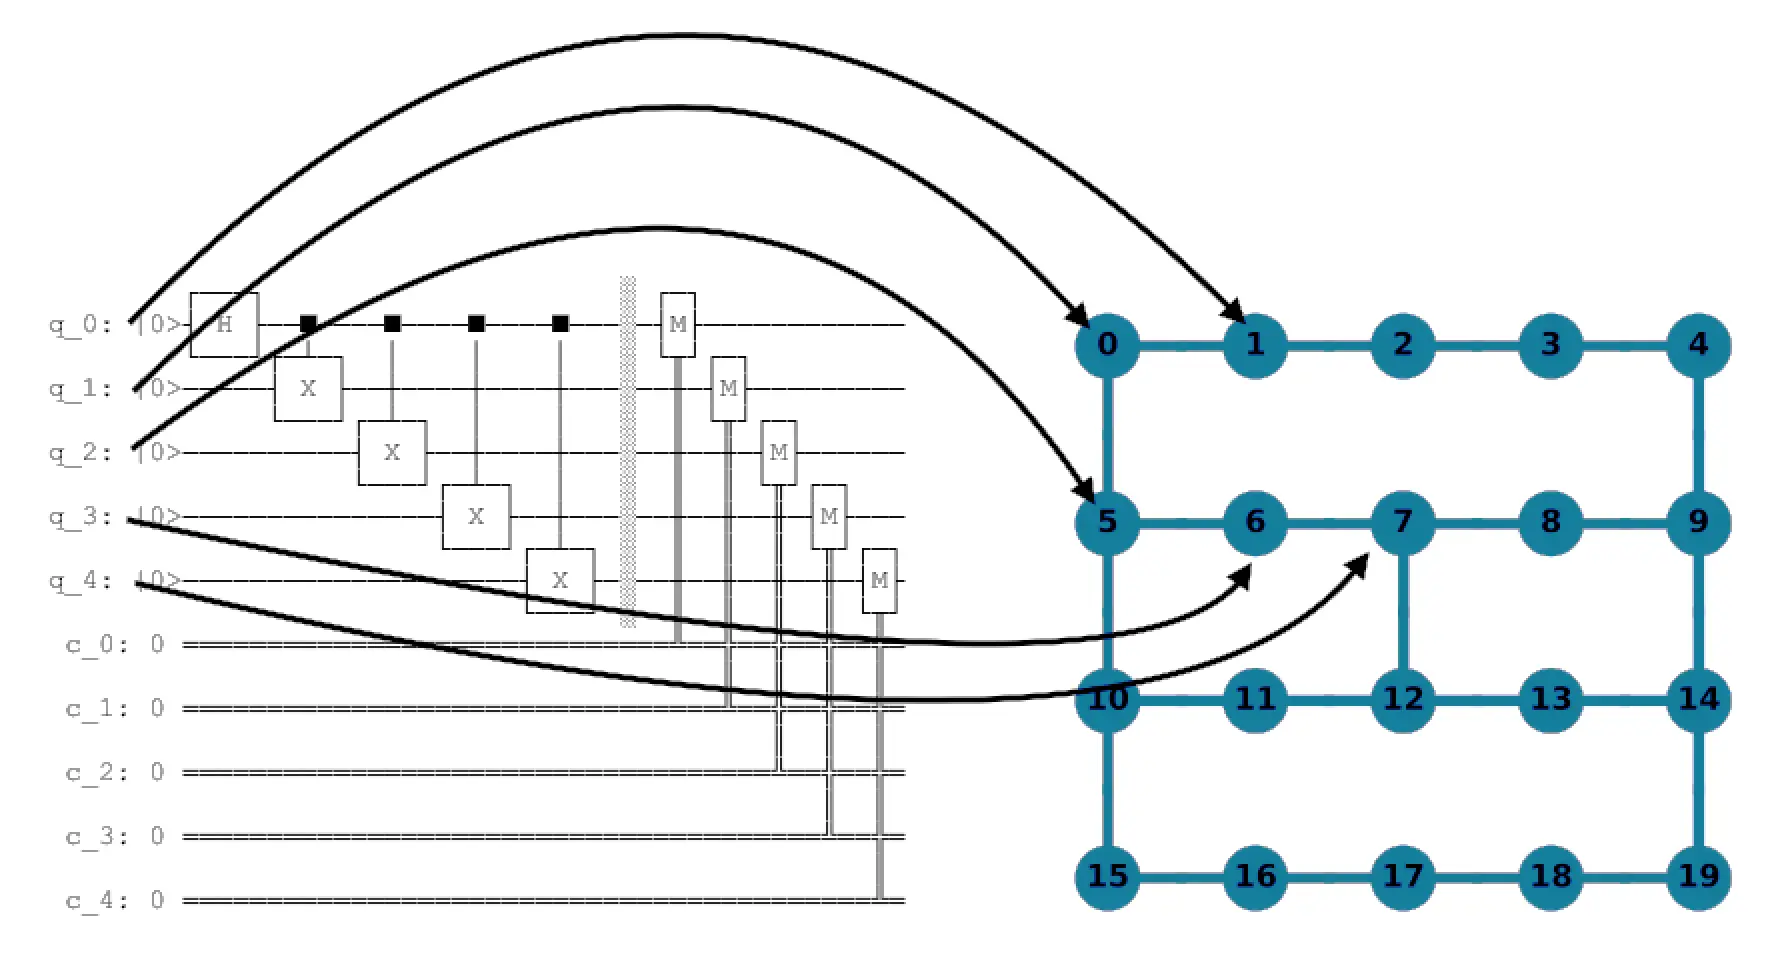 q_0: |0> H M
q_1: |0> X M
q_2: |0> X M
q_3: |0> X M
q_4: |0> X M
c_0: 0
c_1: 0
c_2: 0
c_3: 0
c_4: 0
0 1 2 3 4
5 6 7 8 9
10 11 12 13 14
15 16 17 18 19